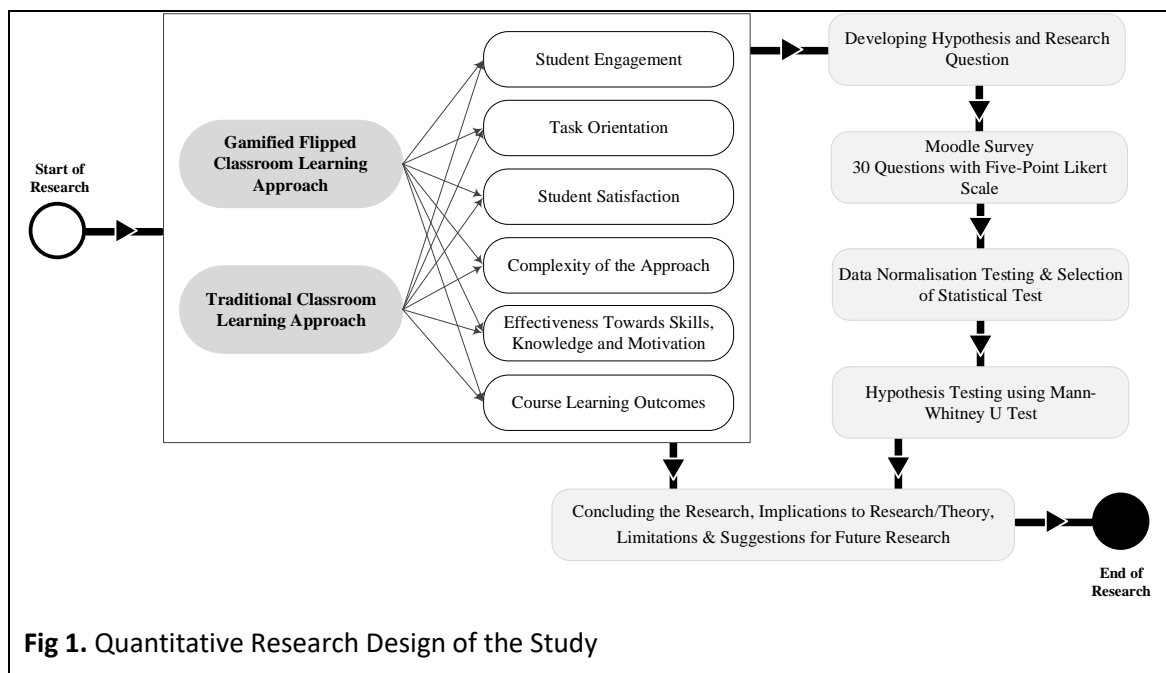 Start of
Research
Gamified Flipped
Classroom Learning
Approach
Traditional Classroom
Learning Approach
Student Engagement
Task Orientation
Student Satisfaction
Complexity of the Approach
Effectiveness Towards Skills,
Knowledge and Motivation
Course Learning Outcomes
Developing Hypothesis and Research
Question
Moodle Survey
30 Questions with Five-Point Likert
Scale
Data Normalisation Testing & Selection
of Statistical Test
Hypothesis Testing using Mann-
Whitney U Test
Concluding the Research, Implications to Research/Theory,
Limitations & Suggestions for Future Research
End of
Research
Fig 1. Quantitative Research Design of the Study